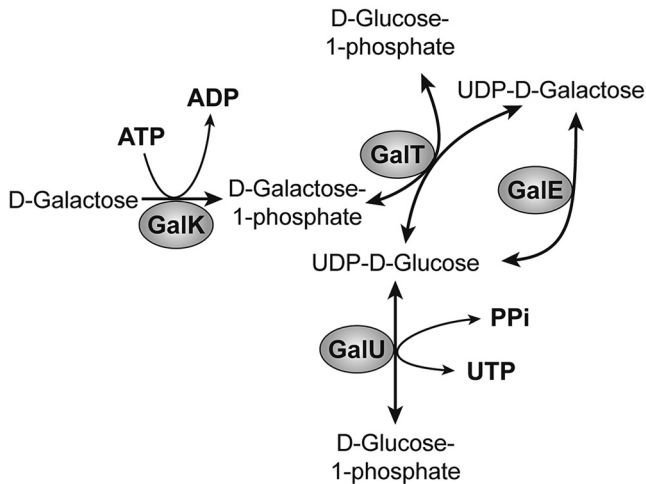 D-Glucose-
1-phosphate
UDP-D-Galactose
ADP
ATP
GalT
GalE
D-Galactose
D-Galactose-
1-phosphate
GalK
UDP-D-Glucose
PPi
GalU
UTP
D-Glucose-
1-phosphate